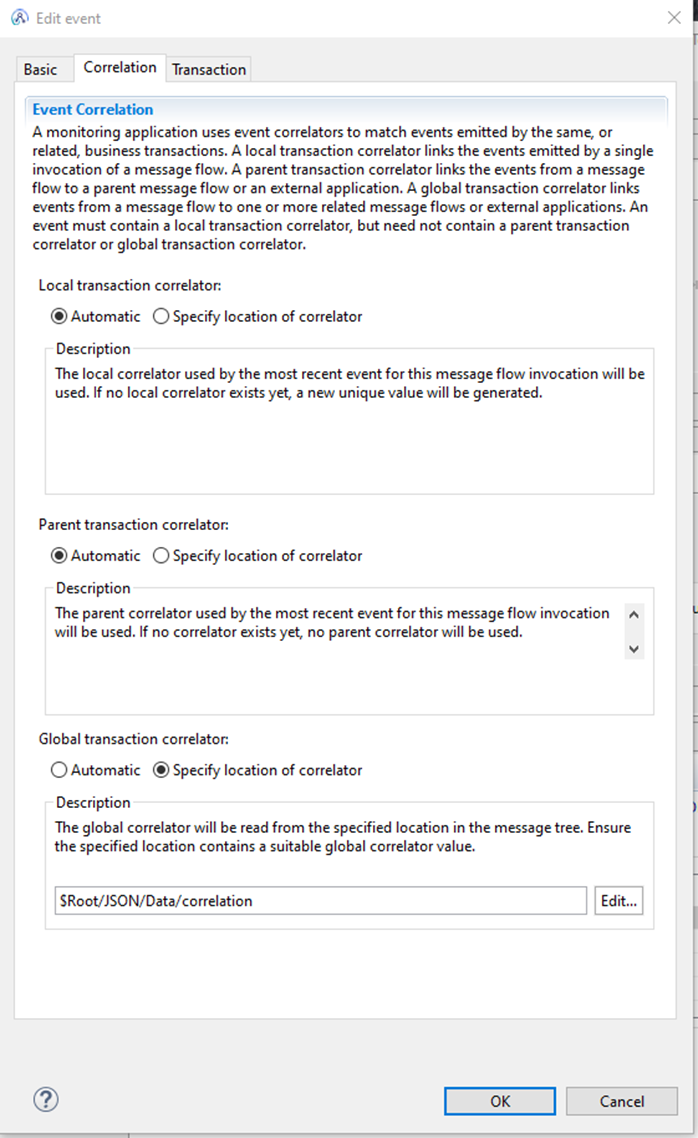 Edit event
Basic
Correlation
Transaction
Event Correlation
A monitoring application uses event correlators to match events emitted by the same, or
related, business transactions. A local transaction correlator links the events emitted by a single
invocation of a message flow. A parent transaction correlator links the events from a message
flow to a parent message flow or an external application. A global transaction correlator links
events from a message flow to one or more related message flows or external applications. An
event must contain a local transaction correlator, but need not contain a parent transaction
correlator or global transaction correlator.
Local transaction correlator:
Automatic Specify location of correlator
Description
The local correlator used by the most recent event for this message flow invocation will be
used. If no local correlator exists yet, a new unique value will be generated.
Parent transaction correlator:
Automatic Specify location of correlator
Description
The parent correlator used by the most recent event for this message flow invocation
will be used. If no correlator exists yet, no parent correlator will be used.
Global transaction correlator:
Automatic Specify location of correlator
Description
The global correlator will be read from the specified location in the message tree. Ensure
the specified location contains a suitable global correlator value.
$Root/JSON/Data/correlation Edit...
? OK Cancel